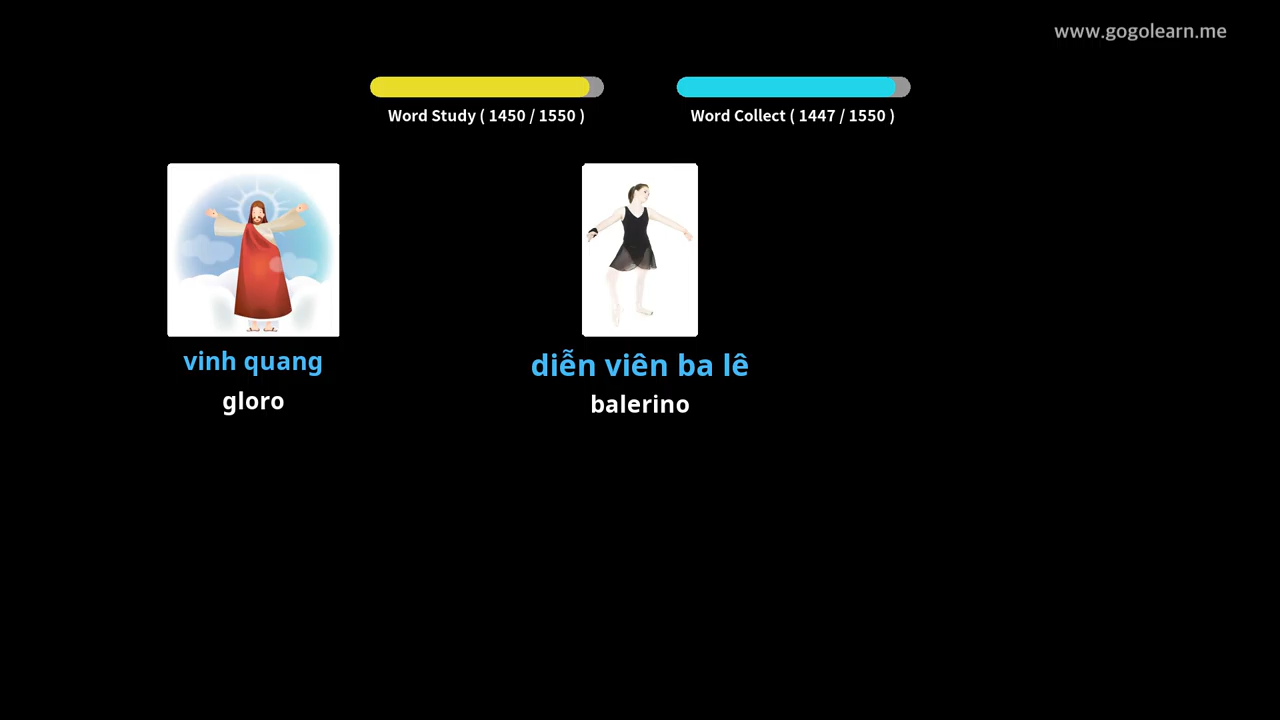 www.gogolearn.me
Word Study ( 1450 / 1550 )
Word Collect ( 1447 / 1550 )
vinh quang
gloro
diễn viên ba lê
balerino